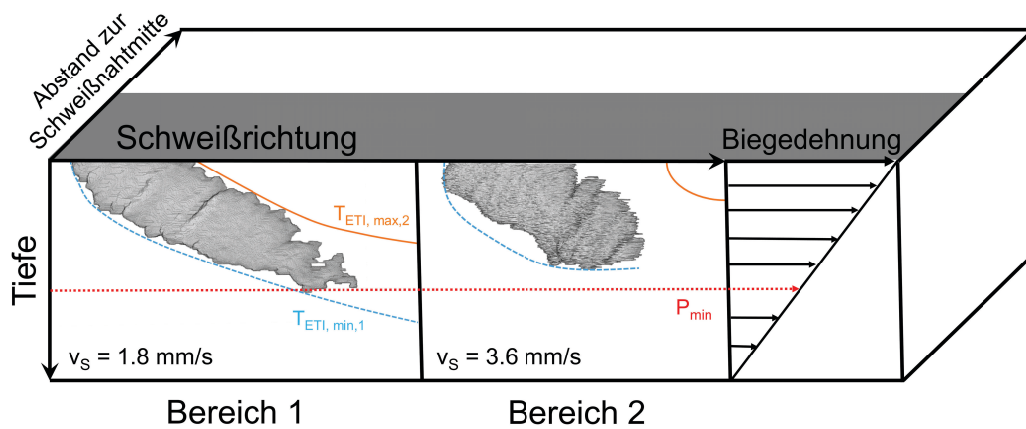 Abstand zur
Schweißnahtmitte
Schweißrichtung
Biegedehnung
T_ETI, max,2
Tiefe
T_ETI, min,1
P_min
v_S = 1.8 mm/s
v_S = 3.6 mm/s
Bereich 1
Bereich 2